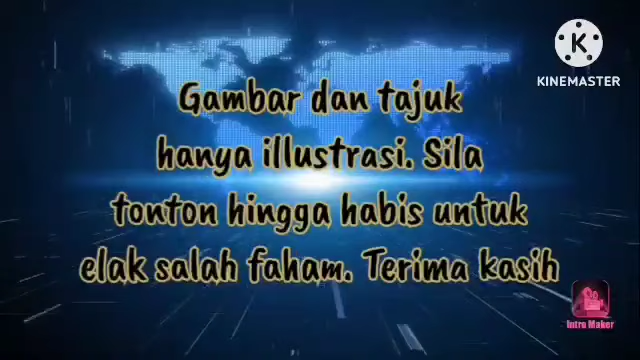 KINEMASTER
Gambar dan tajuk
hanya illustrasi. Sila
tonton hingga habis untuk
elak salah faham. Terima kasih
Intro Maker